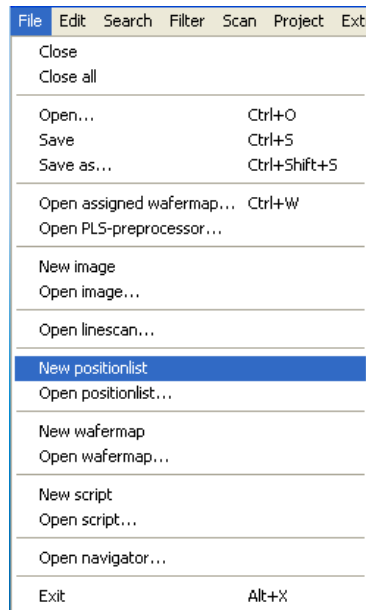 File Edit Search Filter Scan Project Ext
Close
Close all
Open... Ctrl+O
Save Ctrl+S
Save as... Ctrl+Shift+S
Open assigned wafermap... Ctrl+W
Open PLS-preprocessor...
New image
Open image...
Open linescan...
New positionlist
Open positionlist...
New wafermap
Open wafermap...
New script
Open script...
Open navigator...
Exit Alt+X